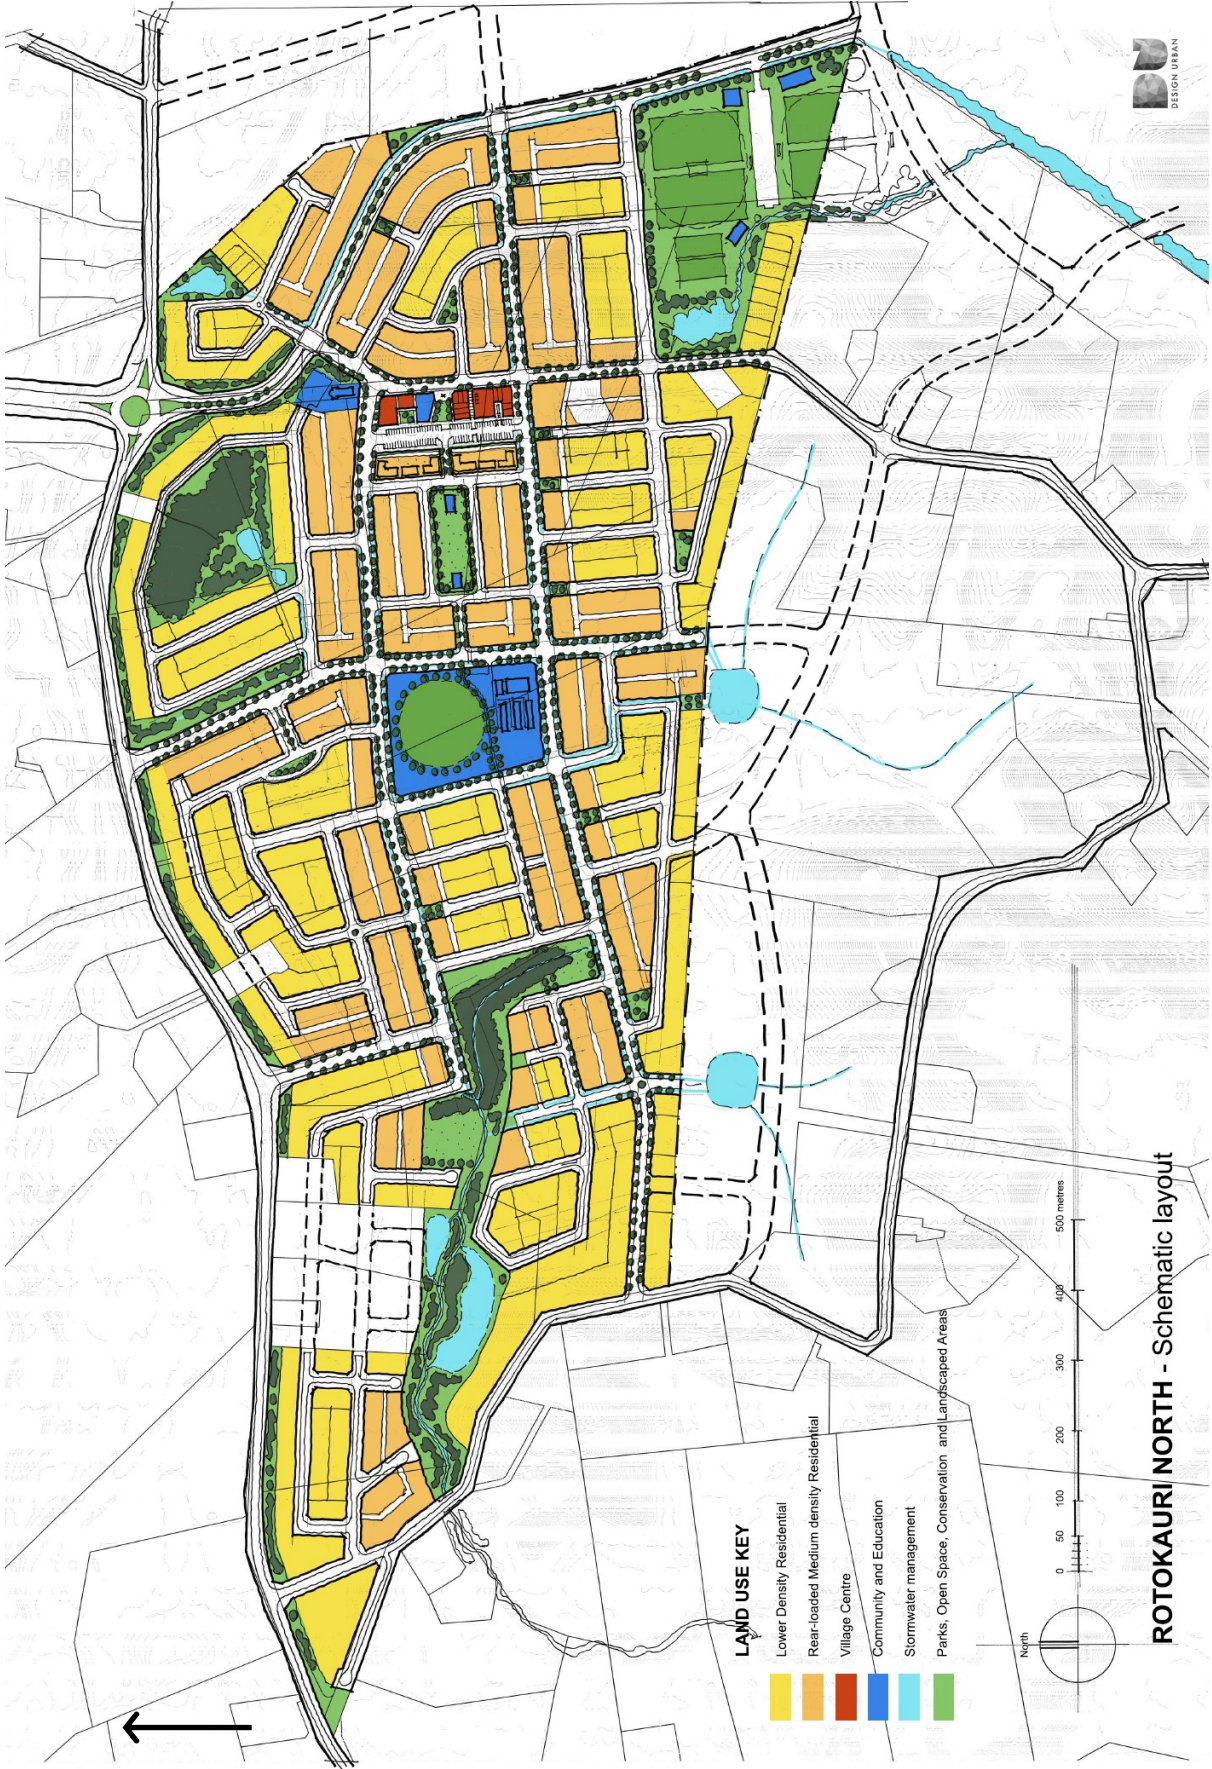 DESIGN URBAN
LAND USE KEY
Lower Density Residential
Rear-loaded Medium density Residential
Village Centre
Community and Education
Stormwater management
Parks, Open Space, Conservation and Landscaped Areas
North
0 50 100 200 300 400 500 metres
ROTOKAURI NORTH - Schematic layout